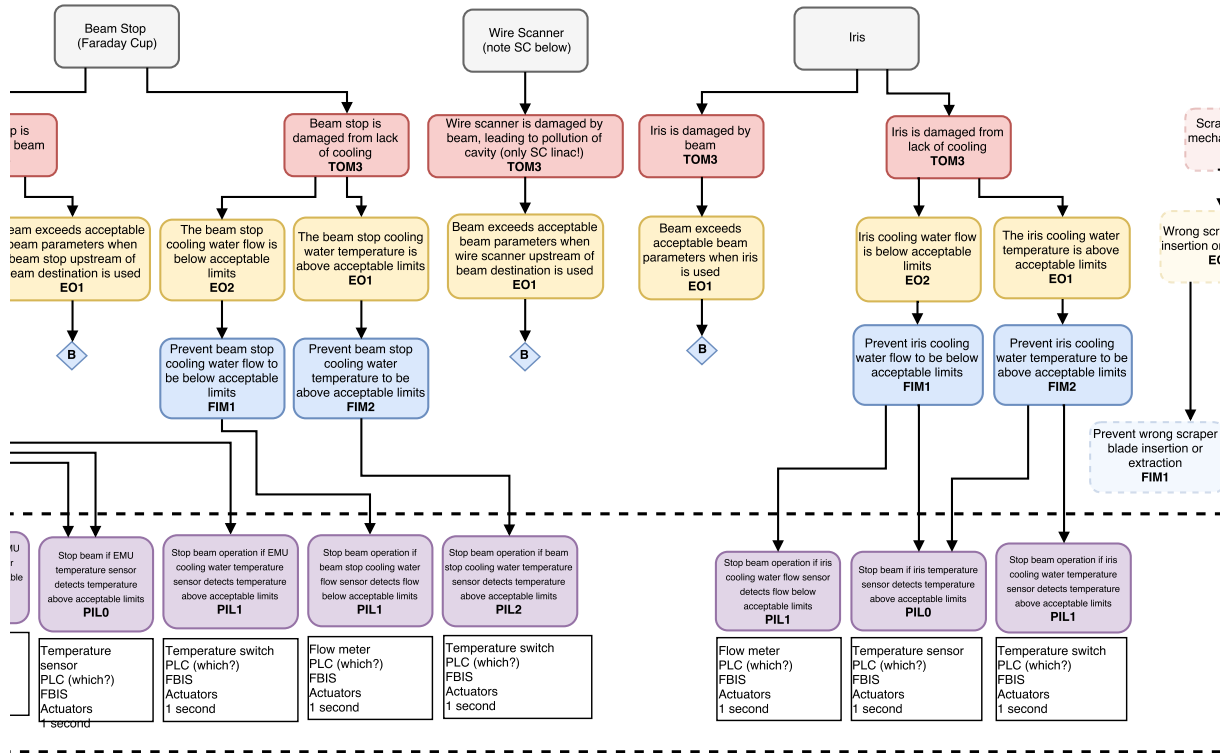 Beam Stop
(Faraday Cup)
Wire Scanner
(note SC below)
Iris
is
beam
Beam stop is
damaged from lack
of cooling
TOM3
Wire scanner is damaged by
beam, leading to pollution of
cavity (only SC linac!)
TOM3
Iris is damaged by
beam
TOM3
Iris is damaged from
lack of cooling
TOM3
exceeds acceptable
beam parameters when
beam stop upstream of
beam destination is used
EO1
The beam stop
cooling water flow is
below acceptable
limits
EO2
The beam stop cooling
water temperature is
above acceptable limits
EO1
Beam exceeds acceptable
beam parameters when
wire scanner upstream of
beam destination is used
EO1
Beam exceeds
acceptable beam
parameters when iris
is used
EO1
Iris cooling water flow
is below acceptable
limits
EO2
The iris cooling water
temperature is above
acceptable limits
EO1
Wrong
insertion
B
Prevent beam stop
cooling water flow to
be below acceptable
limits
FIM1
Prevent beam stop
cooling water
temperature to be
above acceptable limits
FIM2
B
B
Prevent iris cooling
water flow to be below
acceptable limits
FIM1
Prevent iris cooling
water temperature to be
above acceptable limits
FIM2
Prevent wrong scraper
blade insertion or
extraction
FIM1
Stop beam if EMU
temperature sensor
detects temperature
above acceptable limits
PIL0
Stop beam operation if EMU
cooling water temperature
sensor detects temperature
above acceptable limits
PIL1
Stop beam operation if
beam stop cooling water
flow sensor detects flow
below acceptable limits
PIL1
Stop beam operation if beam
stop cooling water temperature
sensor detects temperature
above acceptable limits
PIL2
Stop beam operation if iris
cooling water flow sensor
detects flow below
acceptable limits
PIL1
Stop beam if iris temperature
sensor detects temperature
above acceptable limits
PIL0
Stop beam operation if iris
cooling water temperature
sensor detects temperature
above acceptable limits
PIL1
Temperature
sensor
PLC (which?)
FBIS
Actuators
1 second
Temperature switch
PLC (which?)
FBIS
Actuators
1 second
Flow meter
PLC (which?)
FBIS
Actuators
1 second
Temperature switch
PLC (which?)
FBIS
Actuators
1 second
Flow meter
PLC (which?)
FBIS
Actuators
1 second
Temperature sensor
PLC (which?)
FBIS
Actuators
1 second
Temperature switch
PLC (which?)
FBIS
Actuators
1 second